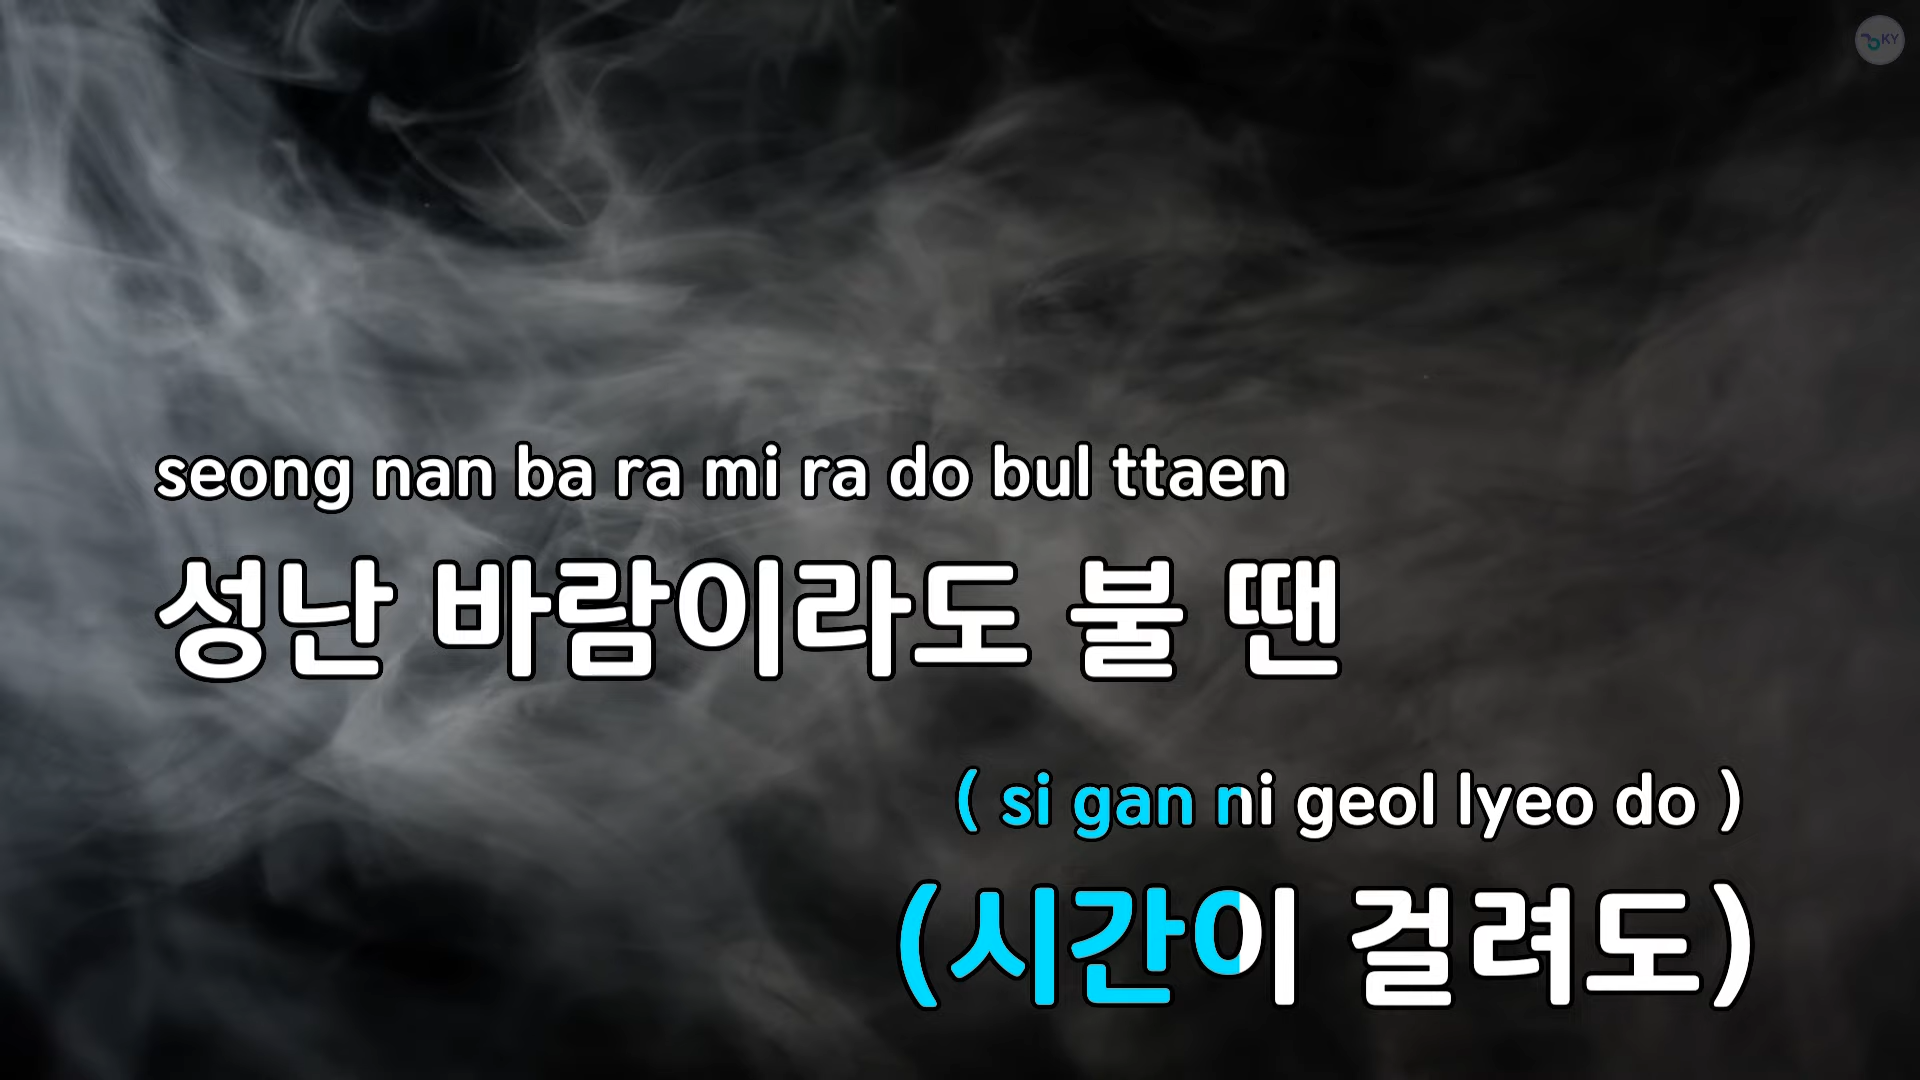 KY
seong nan ba ra mi ra do bul ttaen
성난 바람이라도 불 땐
( si gan ni geol lyeo do )
(시간이 걸려도)